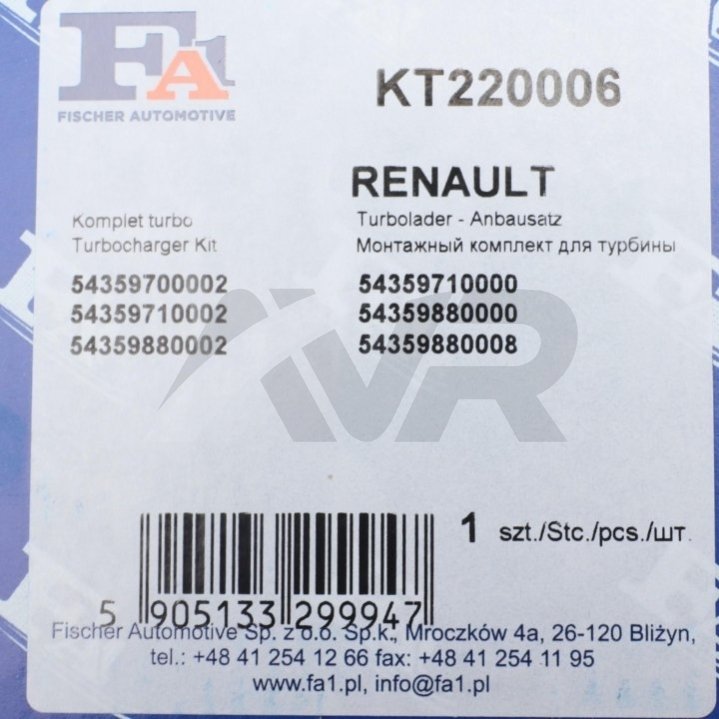 FA1
FISCHER AUTOMOTIVE
KT220006
RENAULT
Komplet turbo
Turbocharger Kit
Turbolader - Anbausatz
Монтажный комплект для турбины
54359700002
54359710002
54359880002
54359710000
54359880000
54359880008
AVR
1 szt./Stc./pcs./шт.
5 905133 299947
Fischer Automotive Sp. z o.o. Sp.k., Mroczków 4a, 26-120 Bliżyn,
tel.: +48 41 254 12 66 fax: +48 41 254 11 95
www.fa1.pl, info@fa1.pl